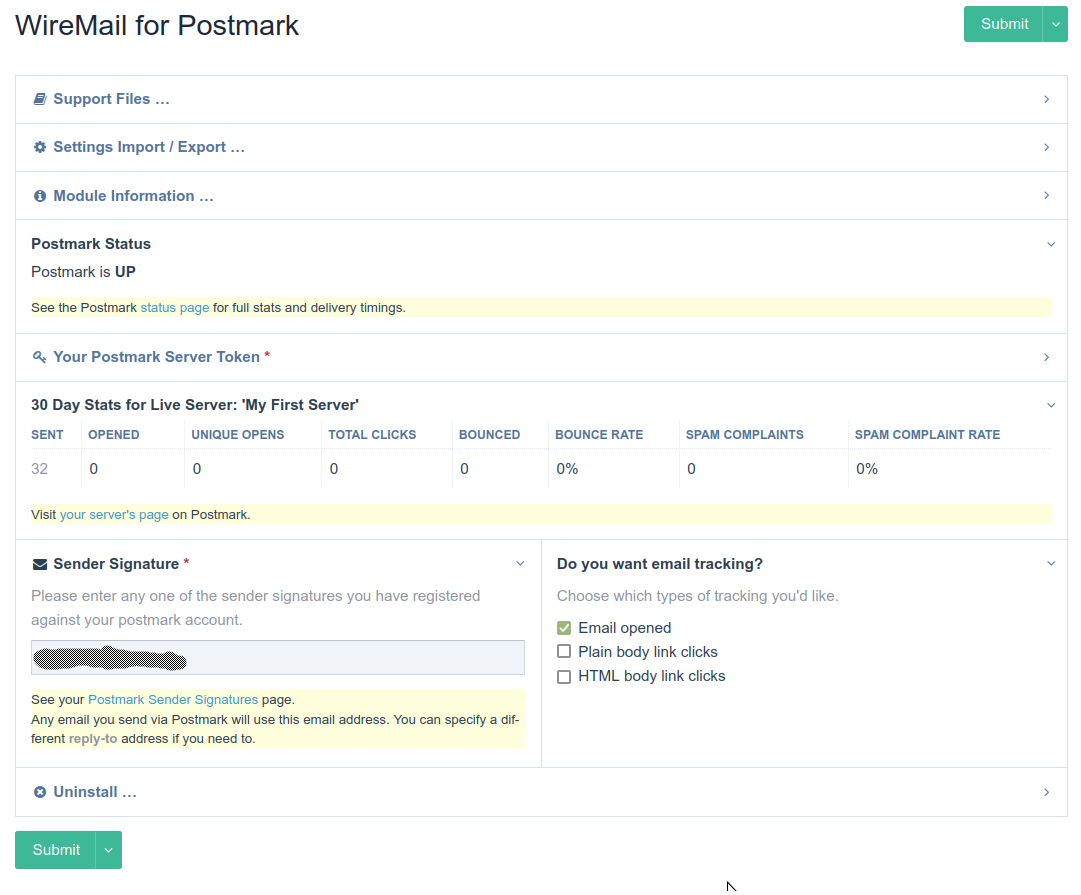 WireMail for Postmark
Submit
Support Files …
Settings Import / Export …
Module Information …
Postmark Status
Postmark is UP
See the Postmark status page for full stats and delivery timings.
Your Postmark Server Token *
30 Day Stats for Live Server: 'My First Server'
SENT OPENED UNIQUE OPENS TOTAL CLICKS BOUNCED BOUNCE RATE SPAM COMPLAINTS SPAM COMPLAINT RATE
32 0 0 0 0 0% 0 0%
Visit your server's page on Postmark.
Sender Signature *
Please enter any one of the sender signatures you have registered
against your postmark account.
See your Postmark Sender Signatures page.
Any email you send via Postmark will use this email address. You can specify a dif-
ferent reply-to address if you need to.
Do you want email tracking?
Choose which types of tracking you'd like.
Email opened
Plain body link clicks
HTML body link clicks
Uninstall …
Submit